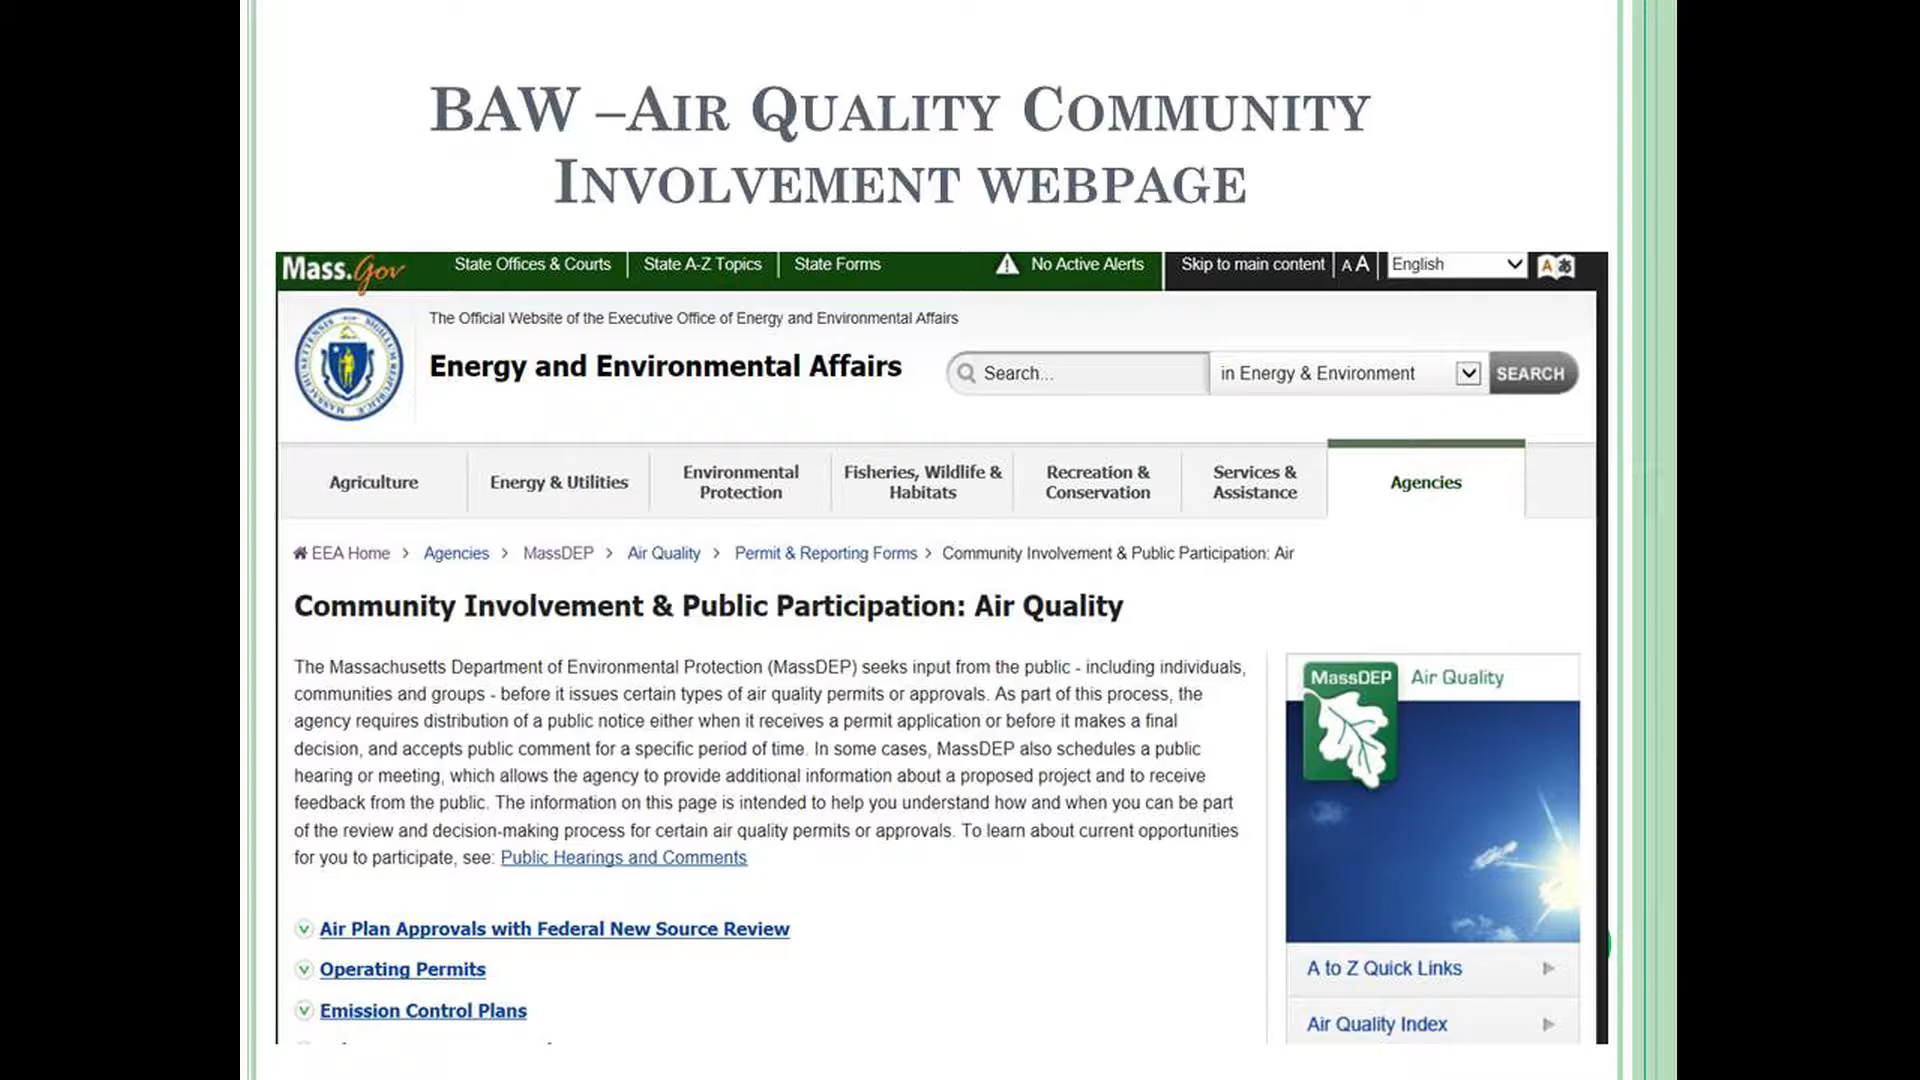 BAW –AIR QUALITY COMMUNITY
INVOLVEMENT WEBPAGE
Mass.Gov State Offices & Courts State A-Z Topics State Forms No Active Alerts Skip to main content A A English
The Official Website of the Executive Office of Energy and Environmental Affairs
Energy and Environmental Affairs
Search... in Energy & Environment SEARCH
Agriculture
Energy & Utilities
Environmental
Protection
Fisheries, Wildlife &
Habitats
Recreation &
Conservation
Services &
Assistance
Agencies
EEA Home > Agencies > MassDEP > Air Quality > Permit & Reporting Forms > Community Involvement & Public Participation: Air
Community Involvement & Public Participation: Air Quality
The Massachusetts Department of Environmental Protection (MassDEP) seeks input from the public - including individuals,
communities and groups - before it issues certain types of air quality permits or approvals. As part of this process, the
agency requires distribution of a public notice either when it receives a permit application or before it makes a final
decision, and accepts public comment for a specific period of time. In some cases, MassDEP also schedules a public
hearing or meeting, which allows the agency to provide additional information about a proposed project and to receive
feedback from the public. The information on this page is intended to help you understand how and when you can be part
of the review and decision-making process for certain air quality permits or approvals. To learn about current opportunities
for you to participate, see: Public Hearings and Comments
Air Plan Approvals with Federal New Source Review
Operating Permits
Emission Control Plans
MassDEP Air Quality
A to Z Quick Links
Air Quality Index